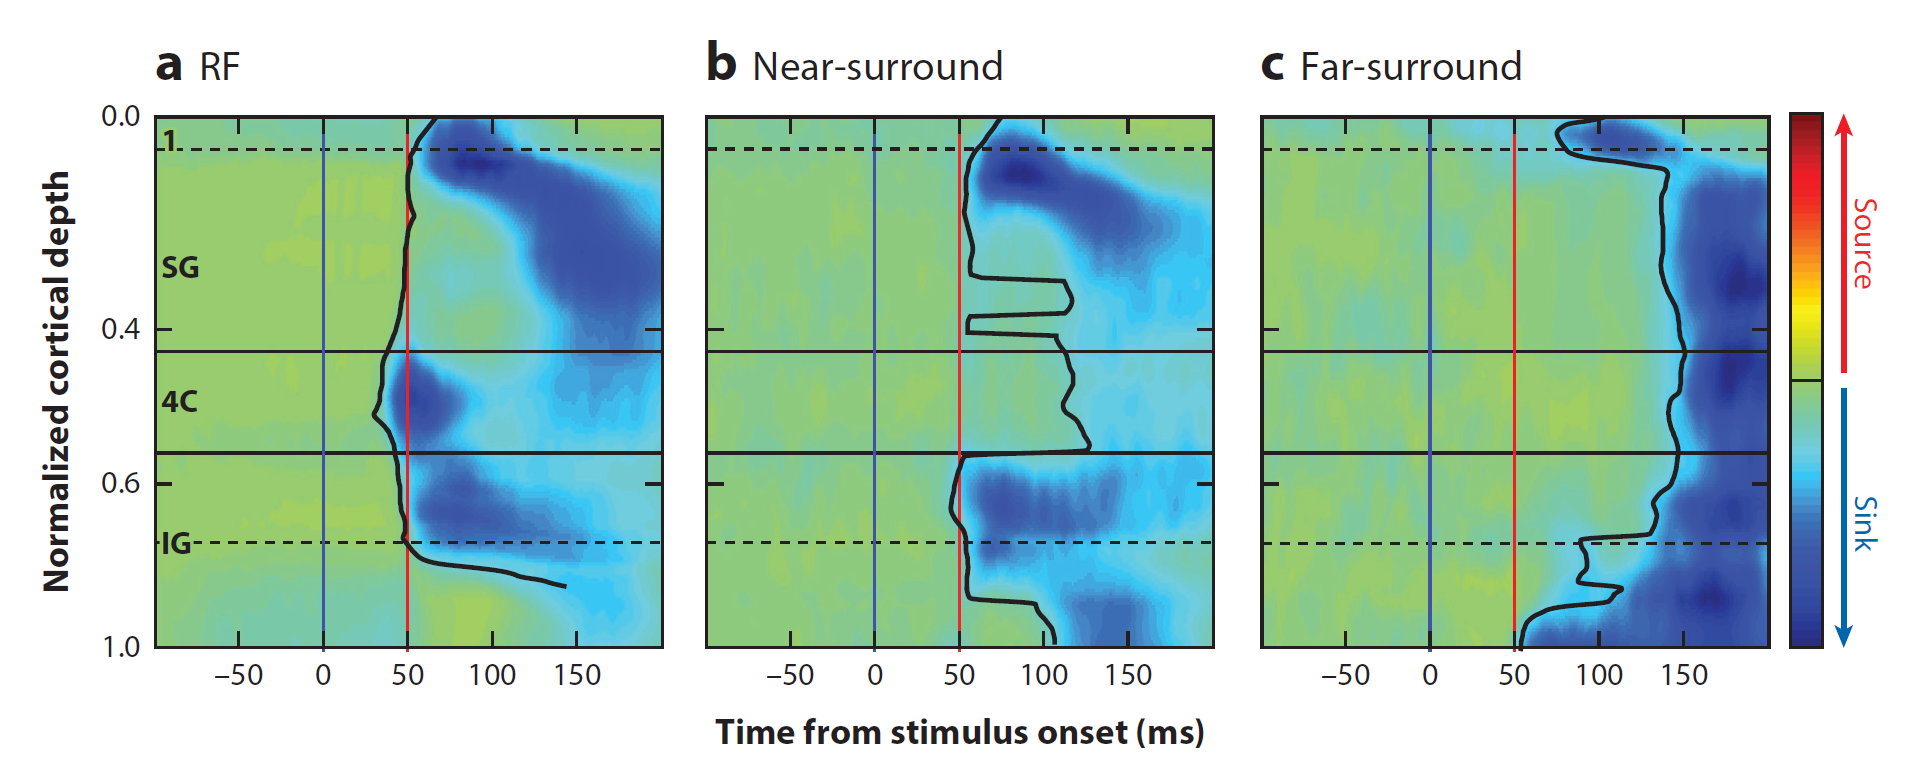 a RF
b Near-surround
c Far-surround
0.0
0.4
0.6
1.0
Normalized cortical depth
1
SG
4C
IG
–50 0 50 100 150
–50 0 50 100 150
–50 0 50 100 150
Time from stimulus onset (ms)
Source
Sink